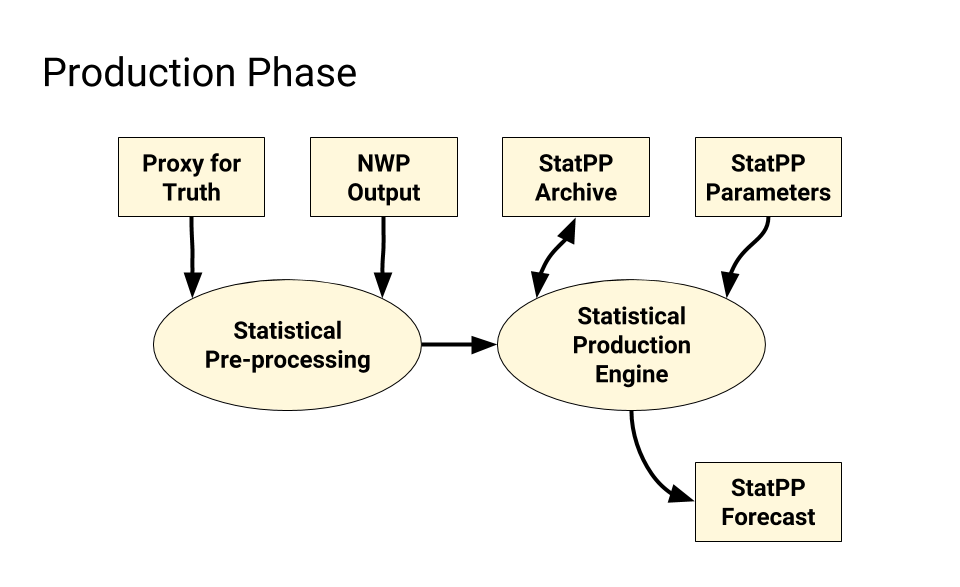 Production Phase
Proxy for
Truth
NWP
Output
StatPP
Archive
StatPP
Parameters
Statistical
Pre-processing
Statistical
Production
Engine
StatPP
Forecast